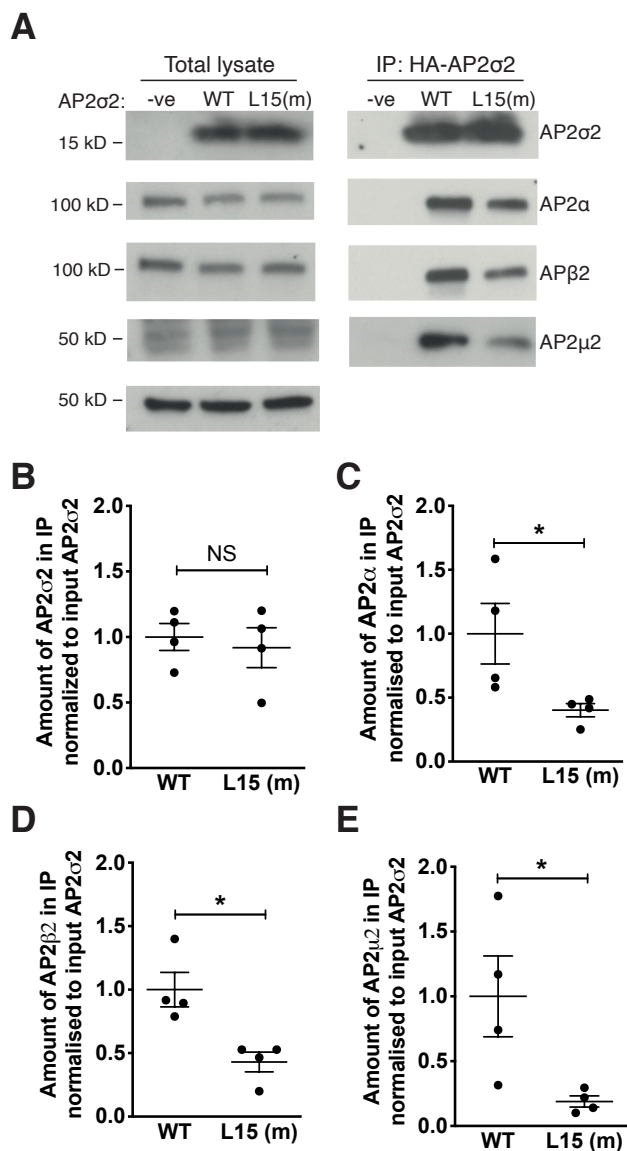 A
Total lysate
IP: HA-AP2σ2
AP2σ2: -ve WT L15(m)
-ve WT L15(m)
15 kD –
AP2σ2
100 kD –
AP2α
100 kD –
APβ2
50 kD –
AP2μ2
50 kD –
B
Amount of AP2σ2 in IP
normalized to input AP2σ2
2.0
1.5
1.0
0.5
0.0
NS
WT L15 (m)
C
Amount of AP2α in IP
normalised to input AP2σ2
2.0
1.5
1.0
0.5
0.0
*
WT L15 (m)
D
Amount of AP2β2 in IP
normalised to input AP2σ2
2.0
1.5
1.0
0.5
0.0
*
WT L15 (m)
E
Amount of AP2μ2 in IP
normalised to input AP2σ2
2.0
1.5
1.0
0.5
0.0
*
WT L15 (m)